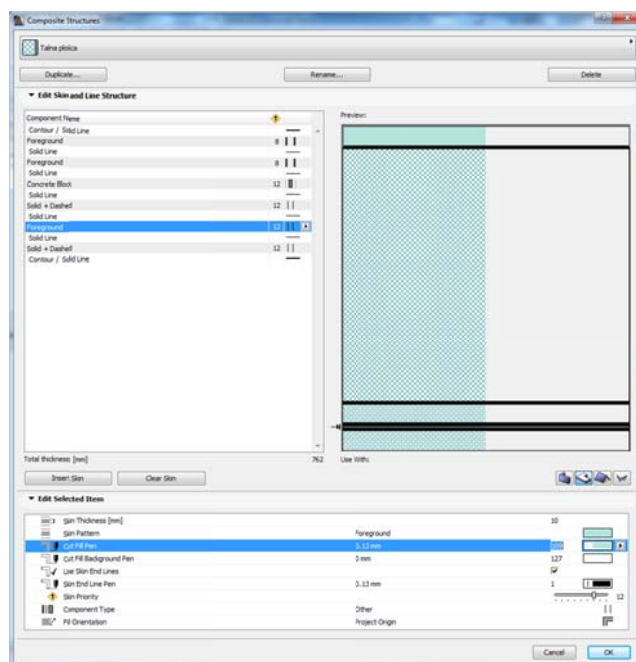 Composite Structures
Talna plošča
Duplicate...
Rename...
Delete
Edit Skin and Line Structure
Component Name
Contour / Solid Line
Foreground 8
Solid Line
Foreground 8
Solid Line
Concrete Block 12
Solid Line
Solid + Dashed 12
Solid Line
Foreground 12
Solid Line
Solid + Dashed 12
Contour / Solid Line
Preview:
Total thickness: [mm] 762
Use With:
Insert Skin
Clear Skin
Edit Selected Item
Skin Thickness [mm] 10
Skin Pattern Foreground
Cut Fill Pen 0.13 mm
Cut Fill Background Pen 0 mm 127
Use Skin End Lines
Skin End Line Pen 0.13 mm 1
Skin Priority 12
Component Type Other
Fill Orientation Project Origin
Cancel
OK